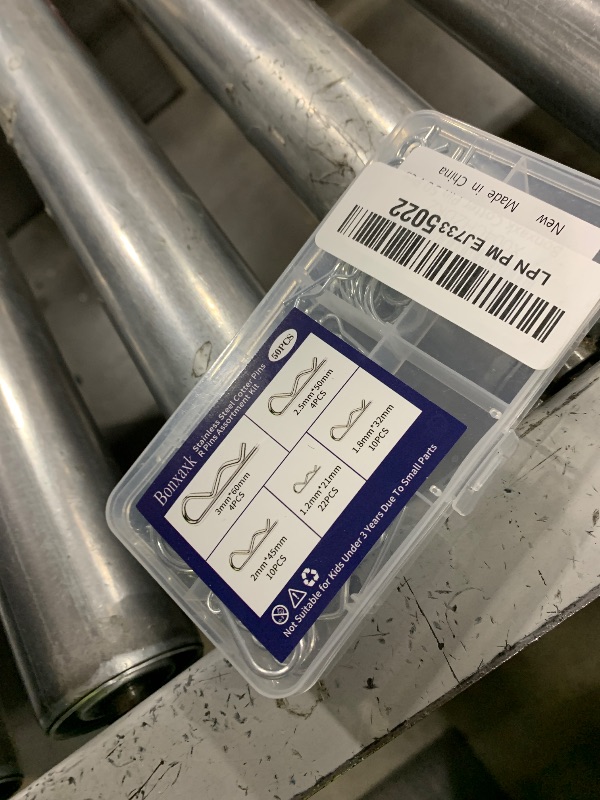 New Made in China
LPN PM EJ7335022
Bonxaxk
Stainless Steel Cotter Pins
R Pins Assortment Kit
50PCS
3mm*60mm
4PCS
2.5mm*50mm
4PCS
2mm*45mm
10PCS
1.2mm*21mm
22PCS
1.8mm*32mm
10PCS
Not Suitable for Kids Under 3 Years Due To Small Parts